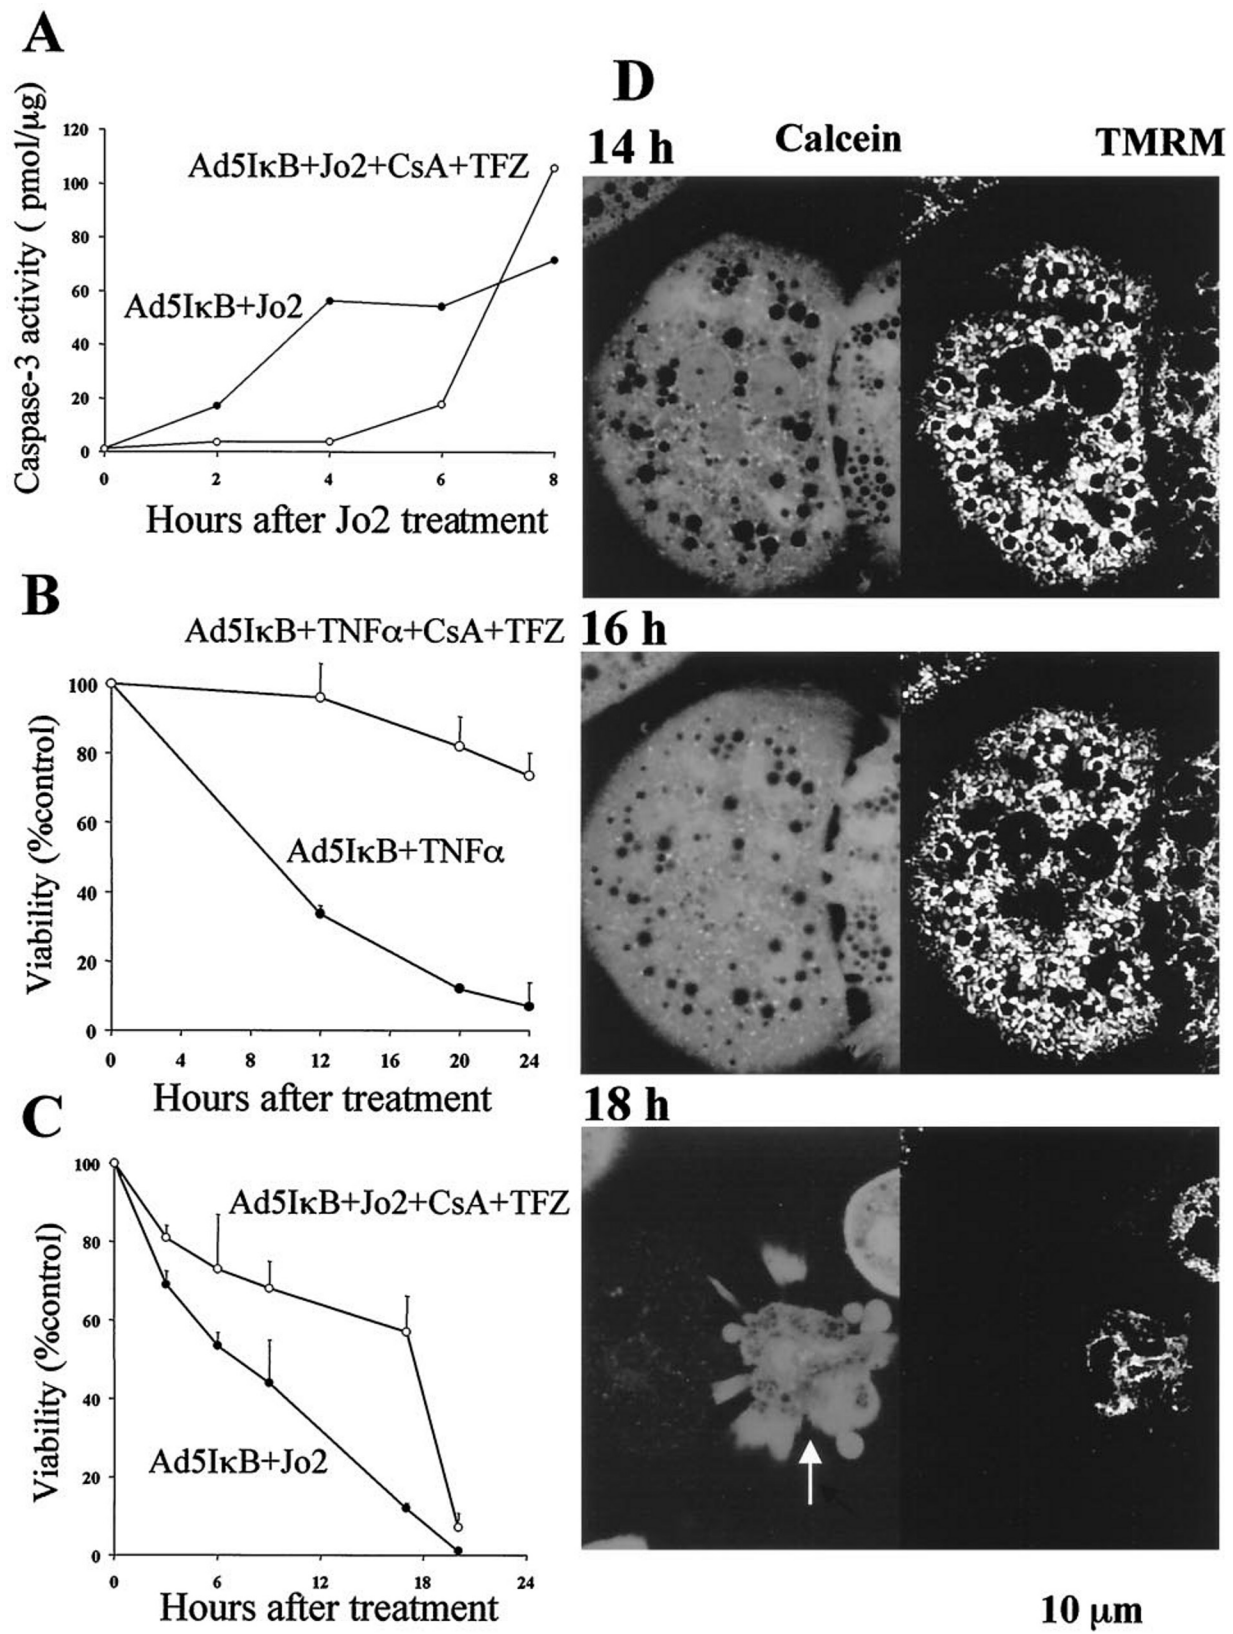 A
Caspase-3 activity ( pmol/μg)
120
100
80
60
40
20
0
Ad5IκB+Jo2+CsA+TFZ
Ad5IκB+Jo2
0 2 4 6 8
Hours after Jo2 treatment
B
Ad5IκB+TNFα+CsA+TFZ
Viability (%control)
100
80
60
40
20
0
Ad5IκB+TNFα
0 4 8 12 16 20 24
Hours after treatment
C
Viability (%control)
100
80
60
40
20
0
Ad5IκB+Jo2+CsA+TFZ
Ad5IκB+Jo2
0 6 12 18 24
Hours after treatment
D
14 h Calcein TMRM
16 h
18 h
10 μm